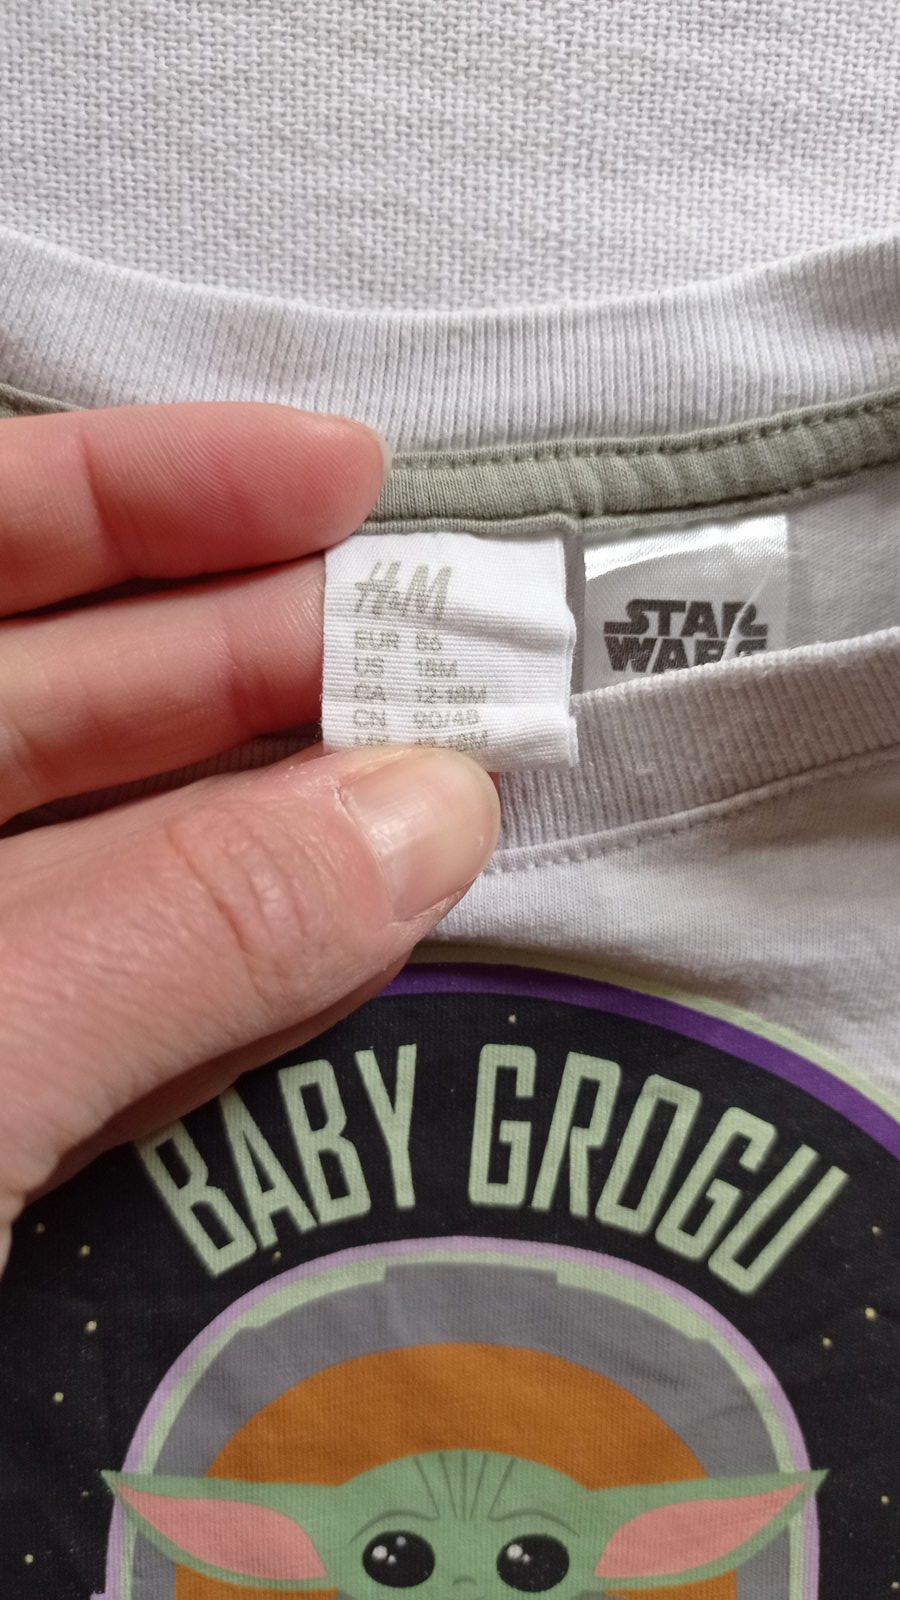 H&M
EUR 86
US 18M
CA 12-18M
CN 90/48
STAR
WARS
BABY GROGU